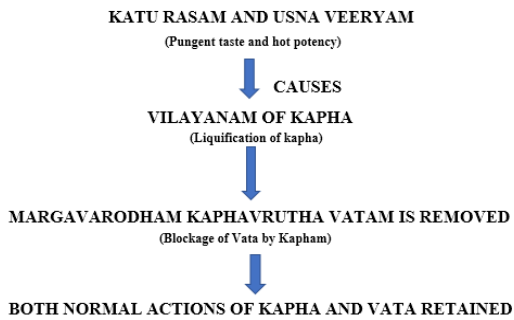 KATU RASAM AND USNA VEERYAM
(Pungent taste and hot potency)
CAUSES
VILAYANAM OF KAPHA
(Liquification of kapha)
MARGAVARODHAM KAPHAVRUTHA VATAM IS REMOVED
(Blockage of Vata by Kapham)
BOTH NORMAL ACTIONS OF KAPHA AND VATA RETAINED